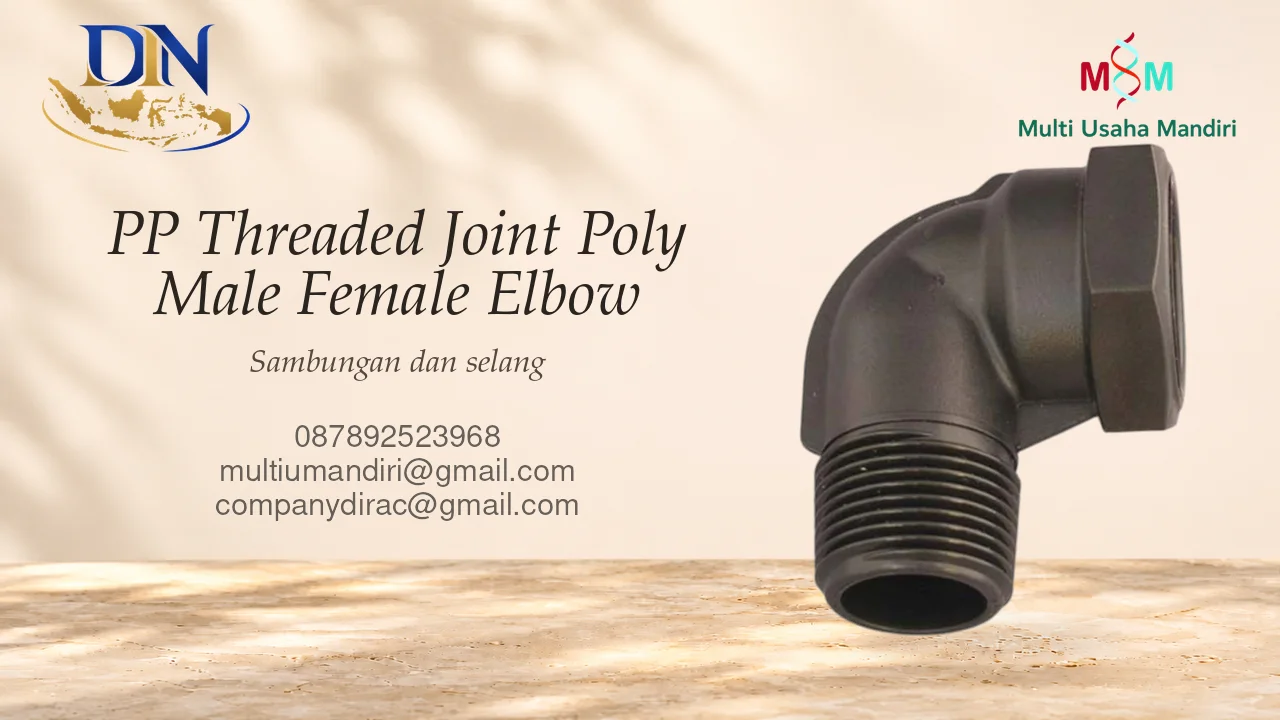 DIN
M M
Multi Usaha Mandiri
PP Threaded Joint Poly
Male Female Elbow
Sambungan dan selang
087892523968
multiumandiri@gmail.com
companydirac@gmail.com